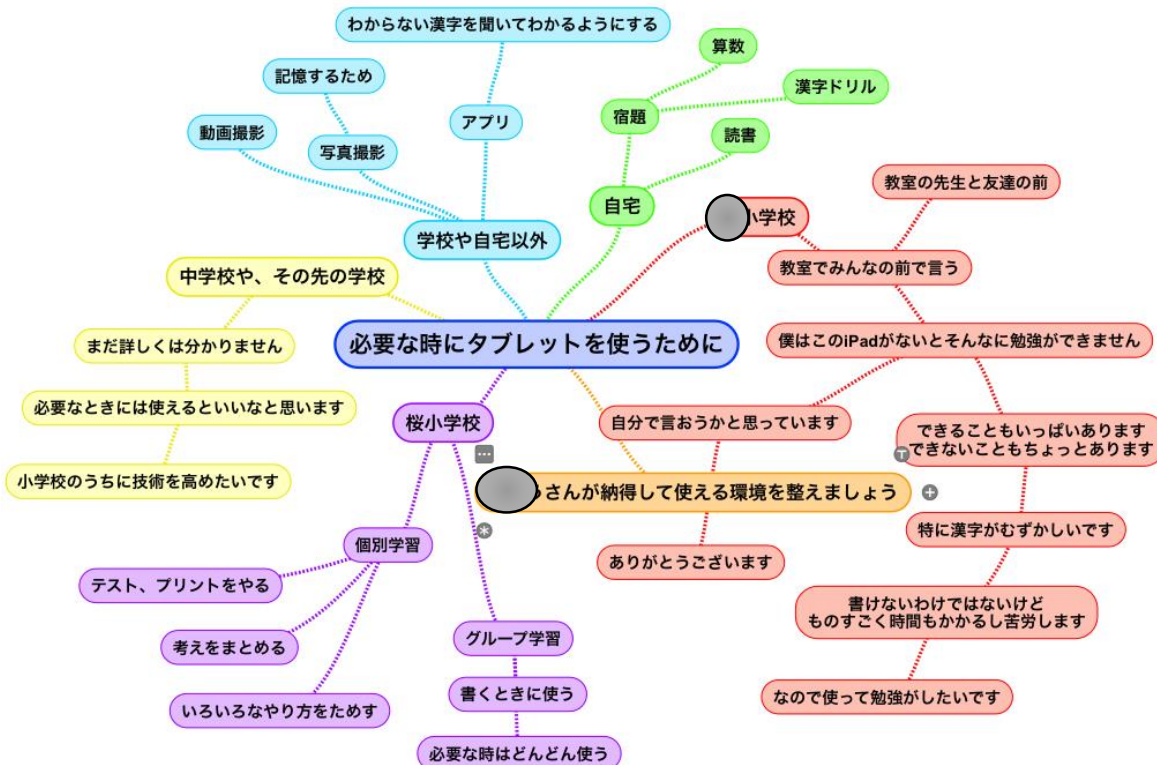 わからない漢字を聞いてわかるようにする
記憶するため
動画撮影
写真撮影
アプリ
学校や自宅以外
算数
漢字ドリル
宿題
読書
自宅
小学校
教室の先生と友達の前
教室でみんなの前で言う
僕はこのiPadがないとそんなに勉強ができません
自分で言おうかと思っています
できることもいっぱいあります
できないこともちょっとあります
特に漢字がむずかしいです
書けないわけではないけど
ものすごく時間もかかるし苦労します
なので使って勉強がしたいです
ありがとうございます
中学校や、その先の学校
まだ詳しくは分かりません
必要なときには使えるといいなと思います
小学校のうちに技術を高めたいです
必要な時にタブレットを使うために
桜小学校
個別学習
テスト、プリントをやる
考えをまとめる
いろいろなやり方をためす
グループ学習
書くときに使う
必要な時はどんどん使う
さんが納得して使える環境を整えましょう